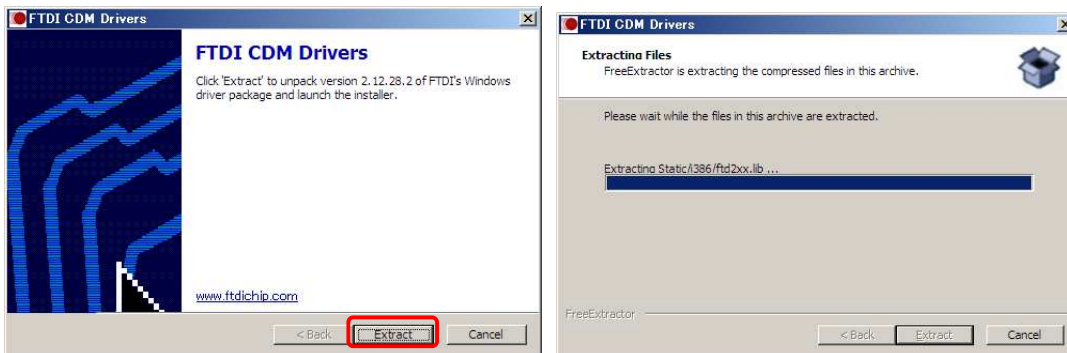 FTDI CDM Drivers
FTDI CDM Drivers
Click 'Extract' to unpack version 2.12.28.2 of FTDI's Windows
driver package and launch the installer.
www.ftdichip.com
< Back
Extract
Cancel
FTDI CDM Drivers
Extracting Files
FreeExtractor is extracting the compressed files in this archive.
Please wait while the files in this archive are extracted.
Extracting Static/i386/ftd2xx.lib ...
FreeExtractor
< Back
Extract
Cancel